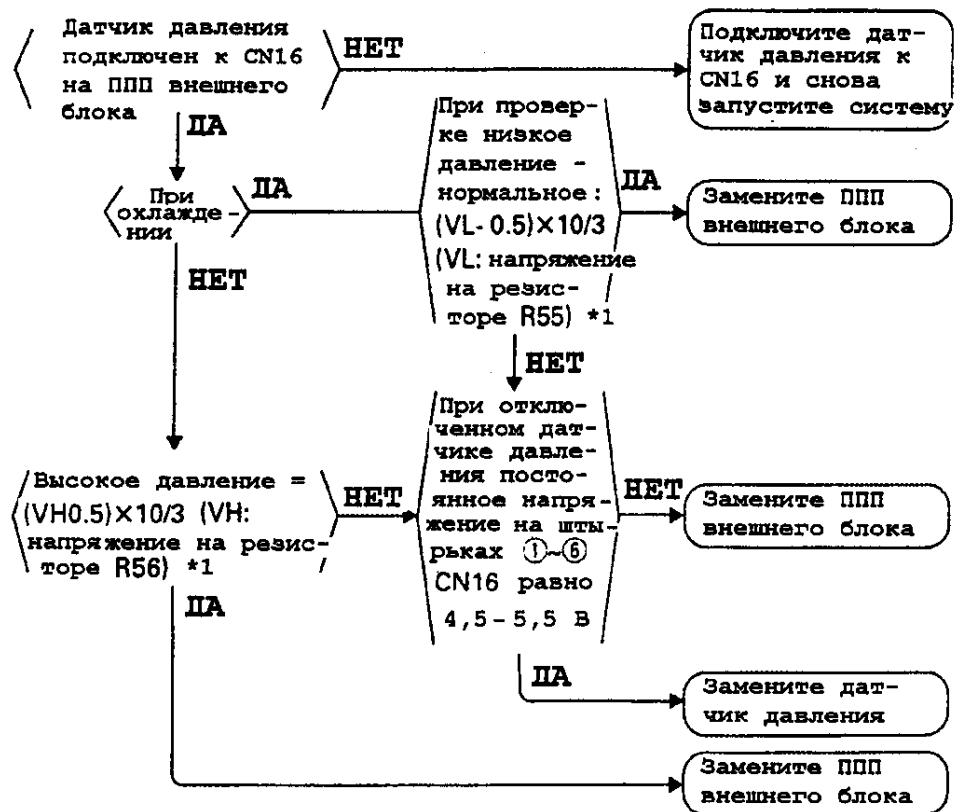 Датчик давления
подключен к CN16
на ППП внешнего
блока
НЕТ
Подключите дат-
чик давления к
CN16 и снова
запустите систему
ДА
При
охлажде-
нии
ДА
При провер-
ке низкое
давление -
нормальное:
(VL-0.5)×10/3
(VL: напряжение
на резис-
торе R55) *1
ДА
Замените ППП
внешнего блока
НЕТ
НЕТ
Высокое давление =
(VH0.5)×10/3 (VH:
напряжение на резис-
торе R56) *1
НЕТ
При отклю-
ченном дат-
чике давле-
ния посто-
янное напря-
жение на шты-
рьках ①~⑥
CN16 равно
4,5-5,5 В
НЕТ
Замените ППП
внешнего блока
ДА
ДА
Замените дат-
чик давления
Замените ППП
внешнего блока